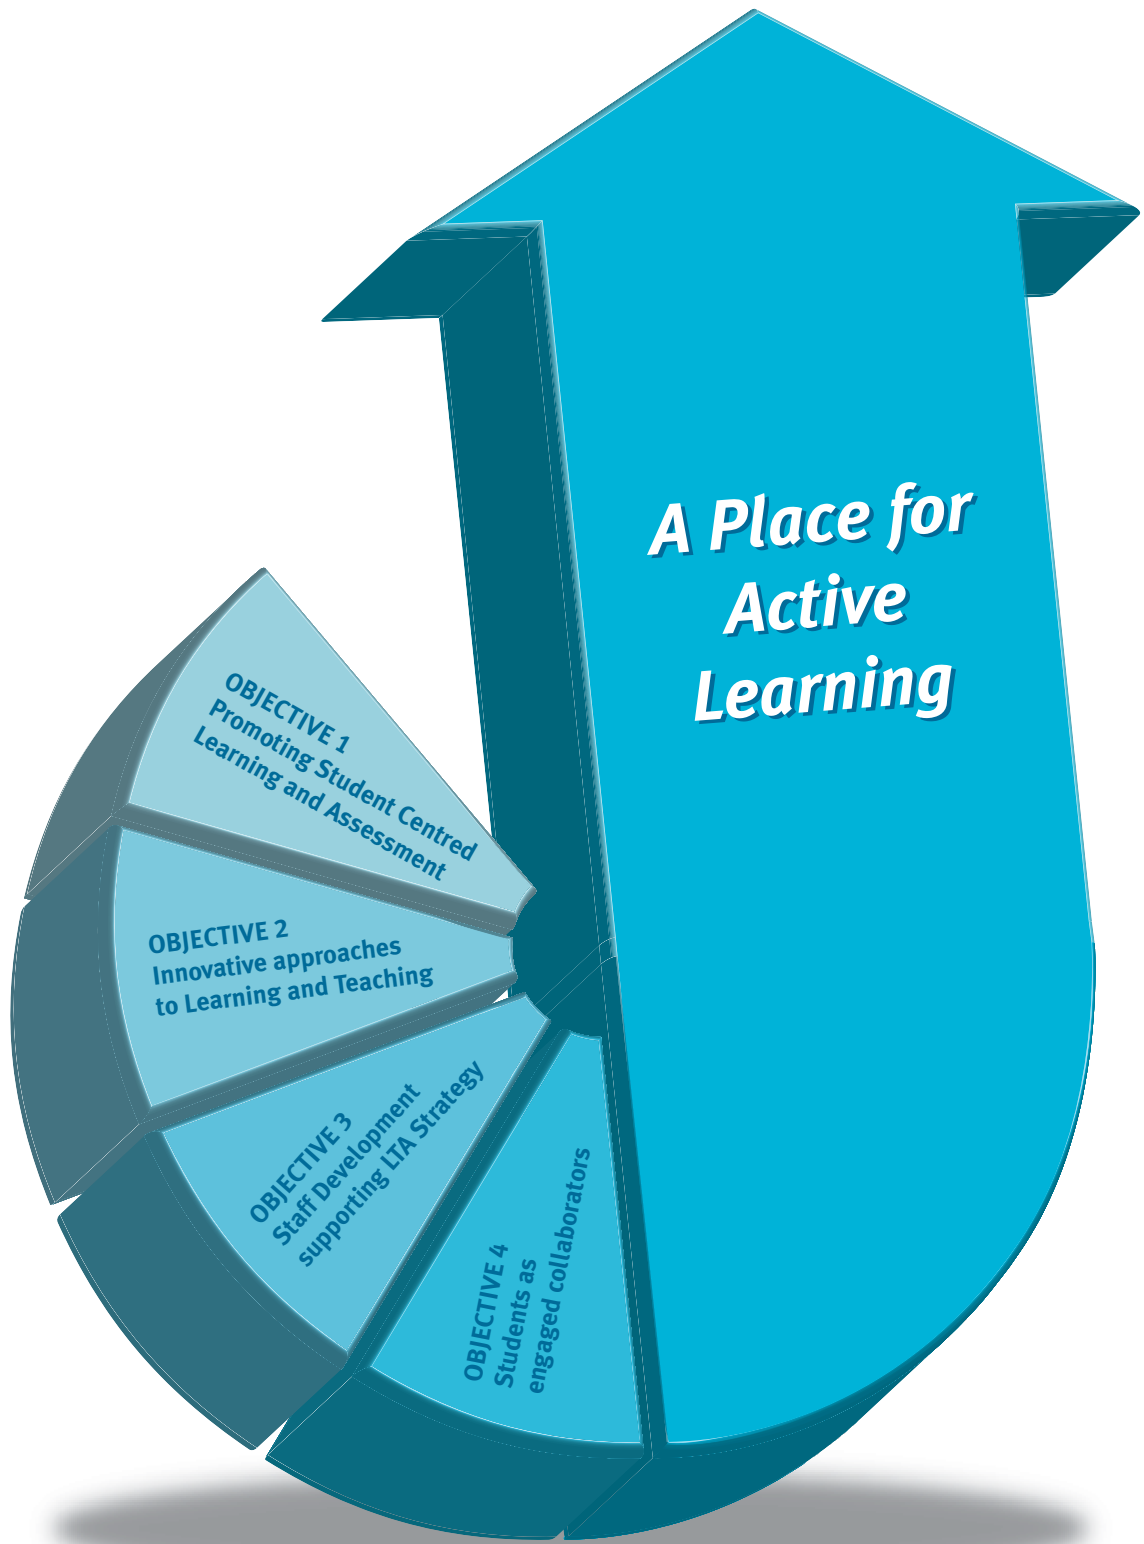 A Place for
Active
Learning
OBJECTIVE 1
Promoting Student Centred
Learning and Assessment
OBJECTIVE 2
Innovative approaches
to Learning and Teaching
OBJECTIVE 3
Staff Development
supporting LTA Strategy
OBJECTIVE 4
Students as
engaged collaborators